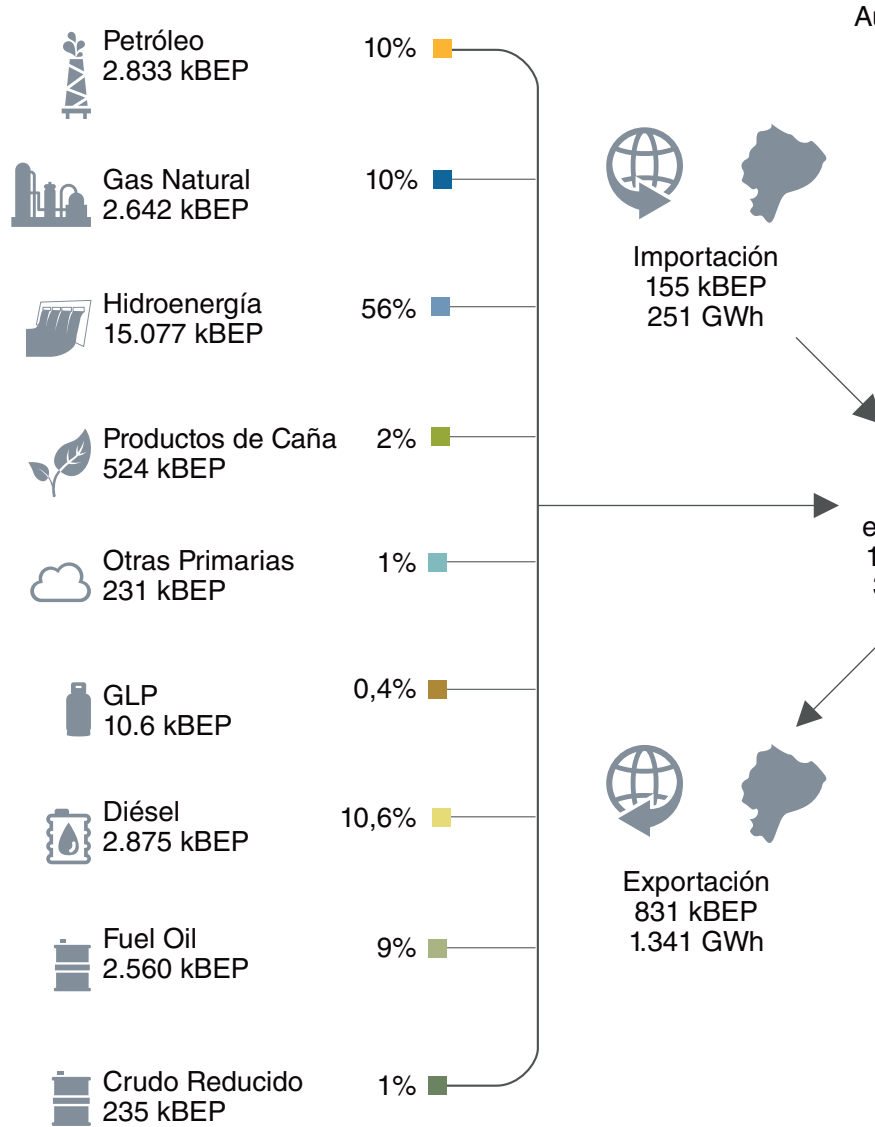 Petróleo
2.833 kBEP
10%
Gas Natural
2.642 kBEP
10%
Hidroenergía
15.077 kBEP
56%
Productos de Caña
524 kBEP
2%
Otras Primarias
231 kBEP
1%
GLP
10.6 kBEP
0,4%
Diésel
2.875 kBEP
10,6%
Fuel Oil
2.560 kBEP
9%
Crudo Reducido
235 kBEP
1%
Importación
155 kBEP
251 GWh
Exportación
831 kBEP
1.341 GWh